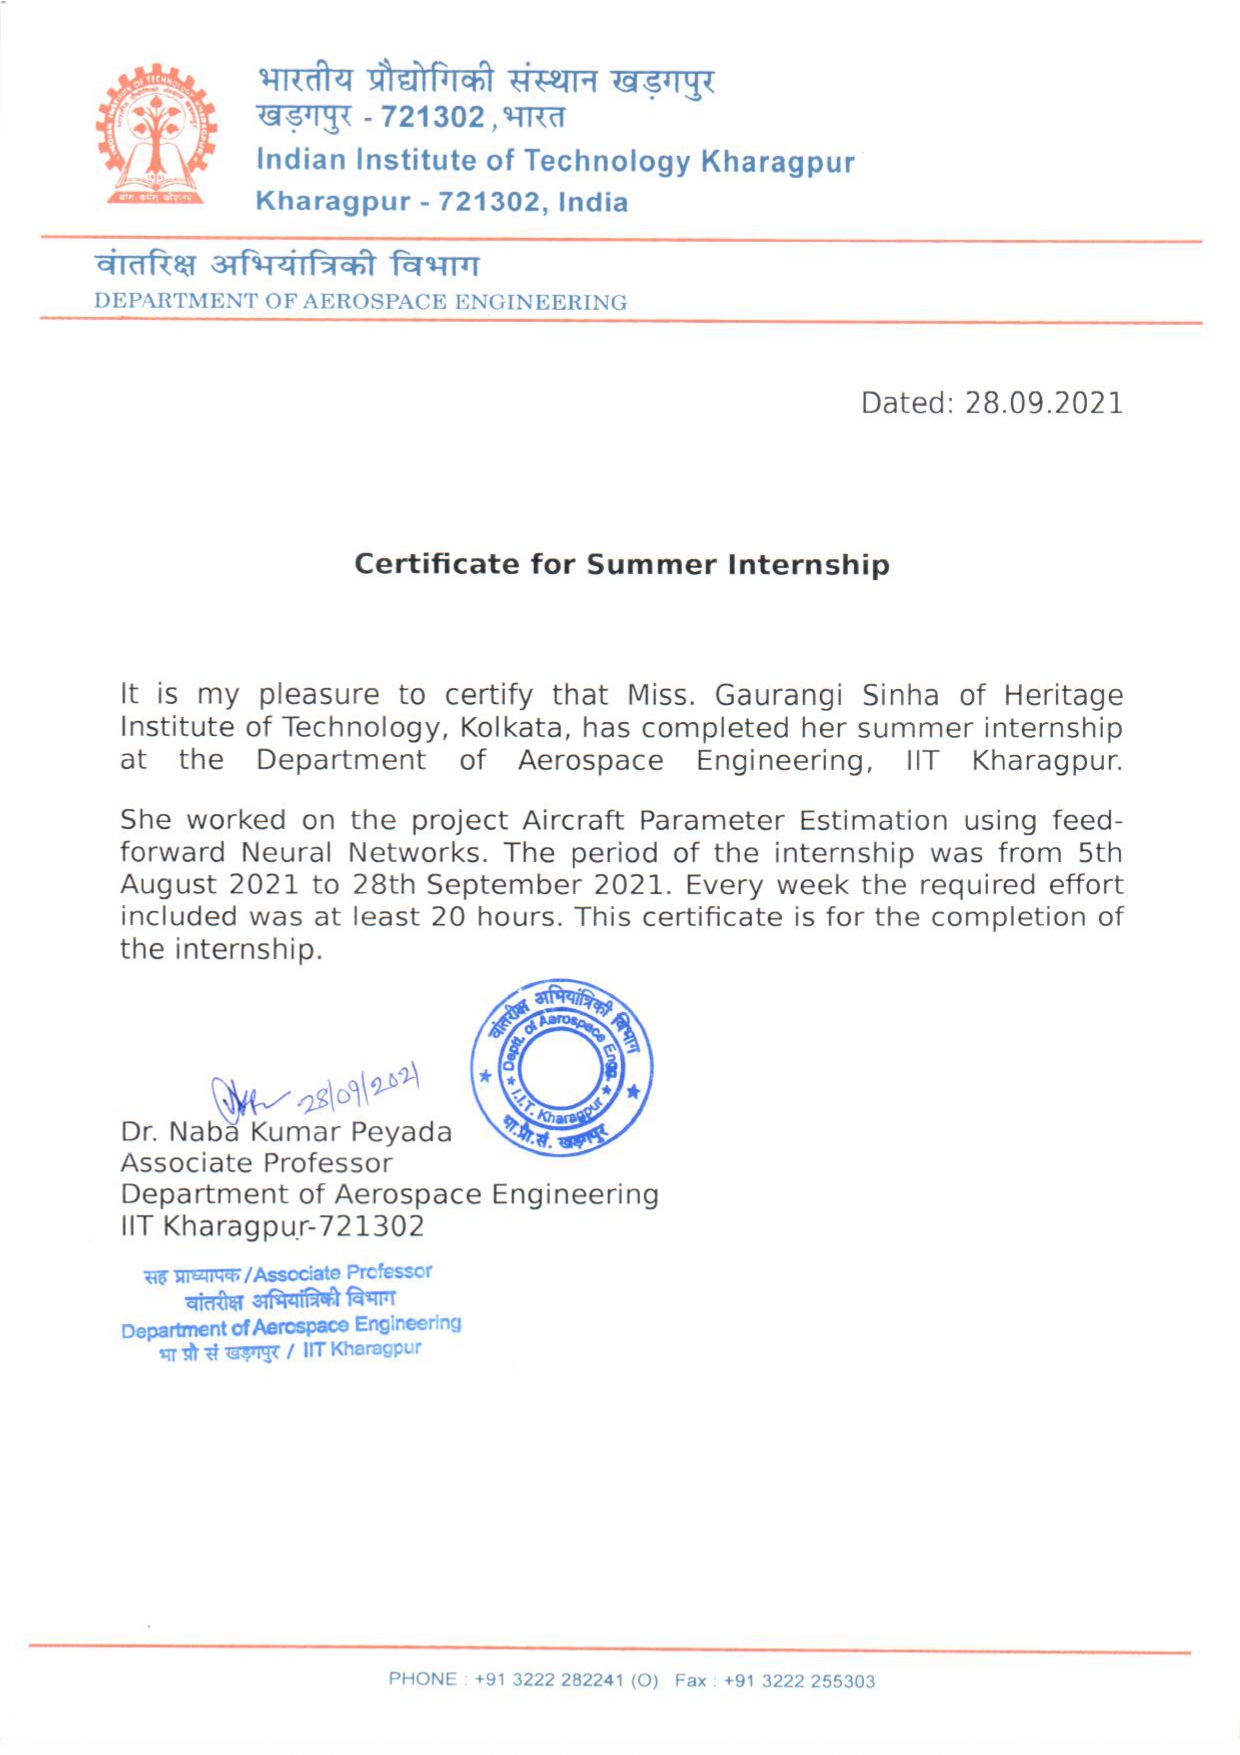 भारतीय प्रौद्योगिकी संस्थान खड़गपुर
खड़गपुर - 721302 , भारत
Indian Institute of Technology Kharagpur
Kharagpur - 721302, India
वांतरिक्ष अभियांत्रिकी विभाग
DEPARTMENT OF AEROSPACE ENGINEERING
Dated: 28.09.2021
Certificate for Summer Internship
It is my pleasure to certify that Miss. Gaurangi Sinha of Heritage
Institute of Technology, Kolkata, has completed her summer internship
at the Department of Aerospace Engineering, IIT Kharagpur.
She worked on the project Aircraft Parameter Estimation using feed-
forward Neural Networks. The period of the internship was from 5th
August 2021 to 28th September 2021. Every week the required effort
included was at least 20 hours. This certificate is for the completion of
the internship.
वांतरीक्ष अभियांत्रिकी विभाग
Deptt. of Aerospace Engg.
I.I.T. Kharagpur
भा.प्रौ.सं. खड़गपुर
28/09/2021
Dr. Naba Kumar Peyada
Associate Professor
Department of Aerospace Engineering
IIT Kharagpur-721302
सह प्राध्यापक /Associate Professor
वांतरीक्ष अभियांत्रिकी विभाग
Department of Aerospace Engineering
भा प्रौ सं खड़गपुर / IIT Kharagpur
PHONE : +91 3222 282241 (O) Fax : +91 3222 255303